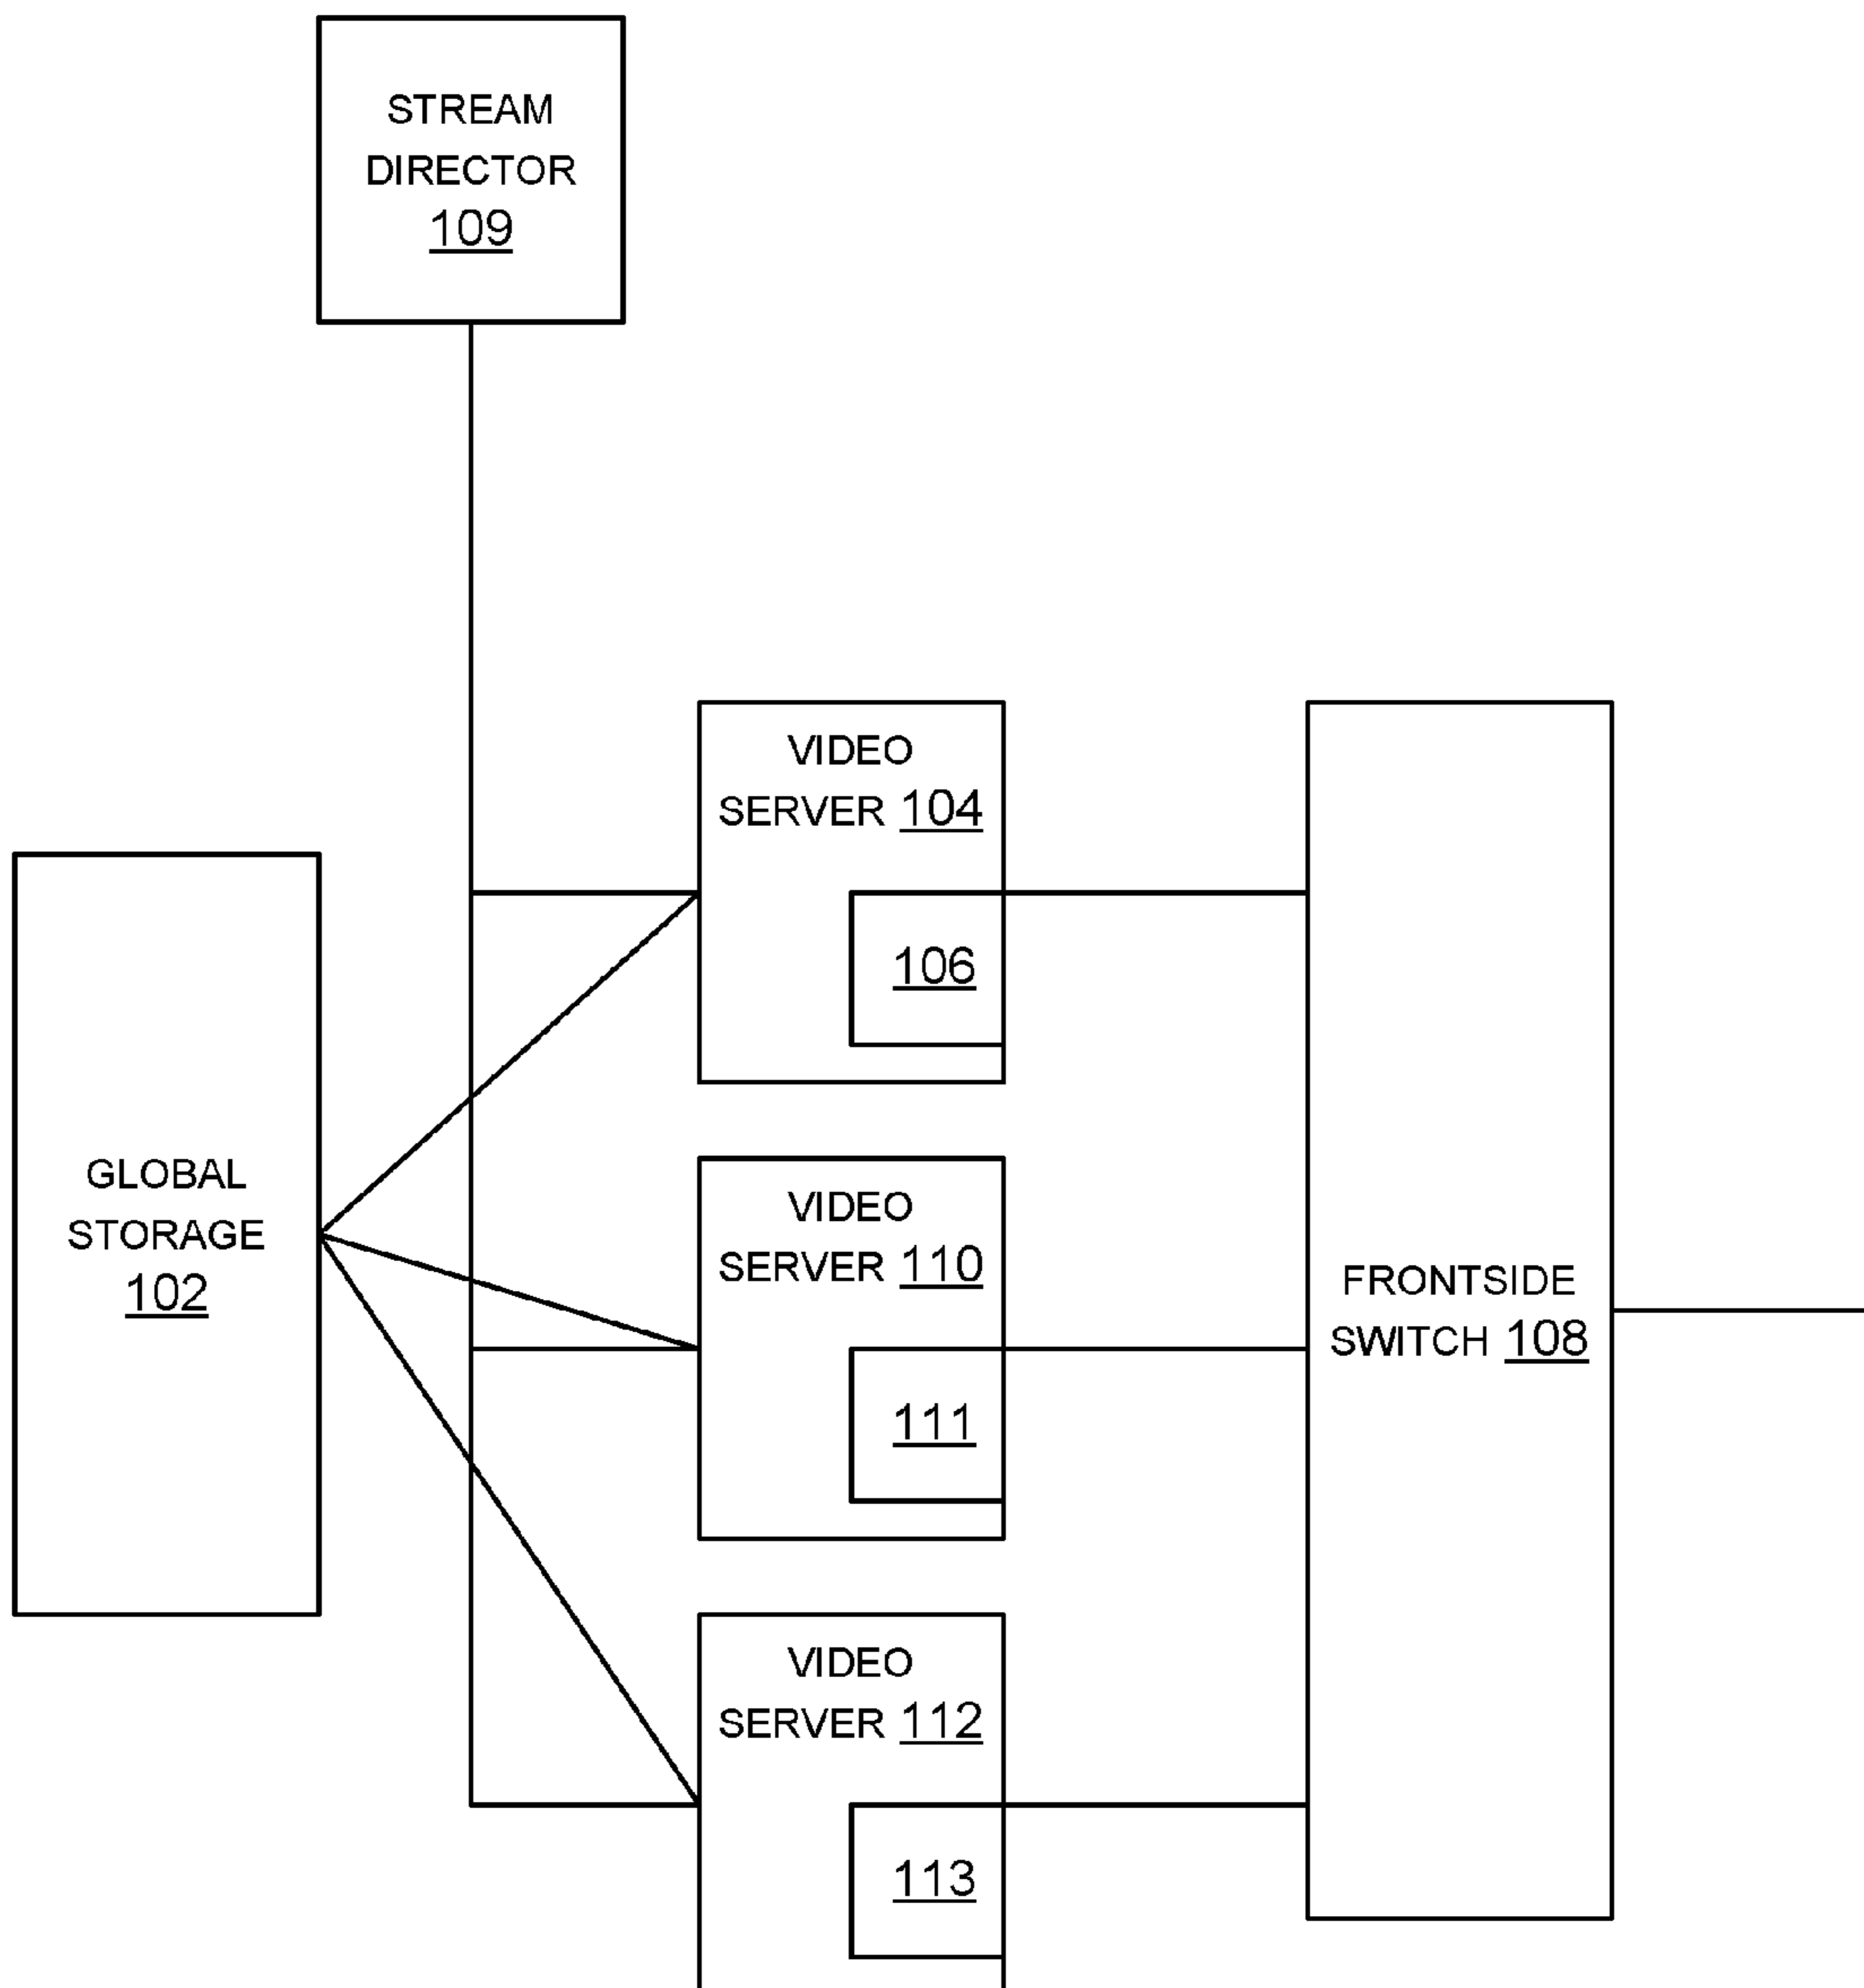 STREAM
DIRECTOR
109
VIDEO
SERVER 104
106
GLOBAL
STORAGE
102
VIDEO
SERVER 110
111
FRONTSIDE
SWITCH 108
VIDEO
SERVER 112
113